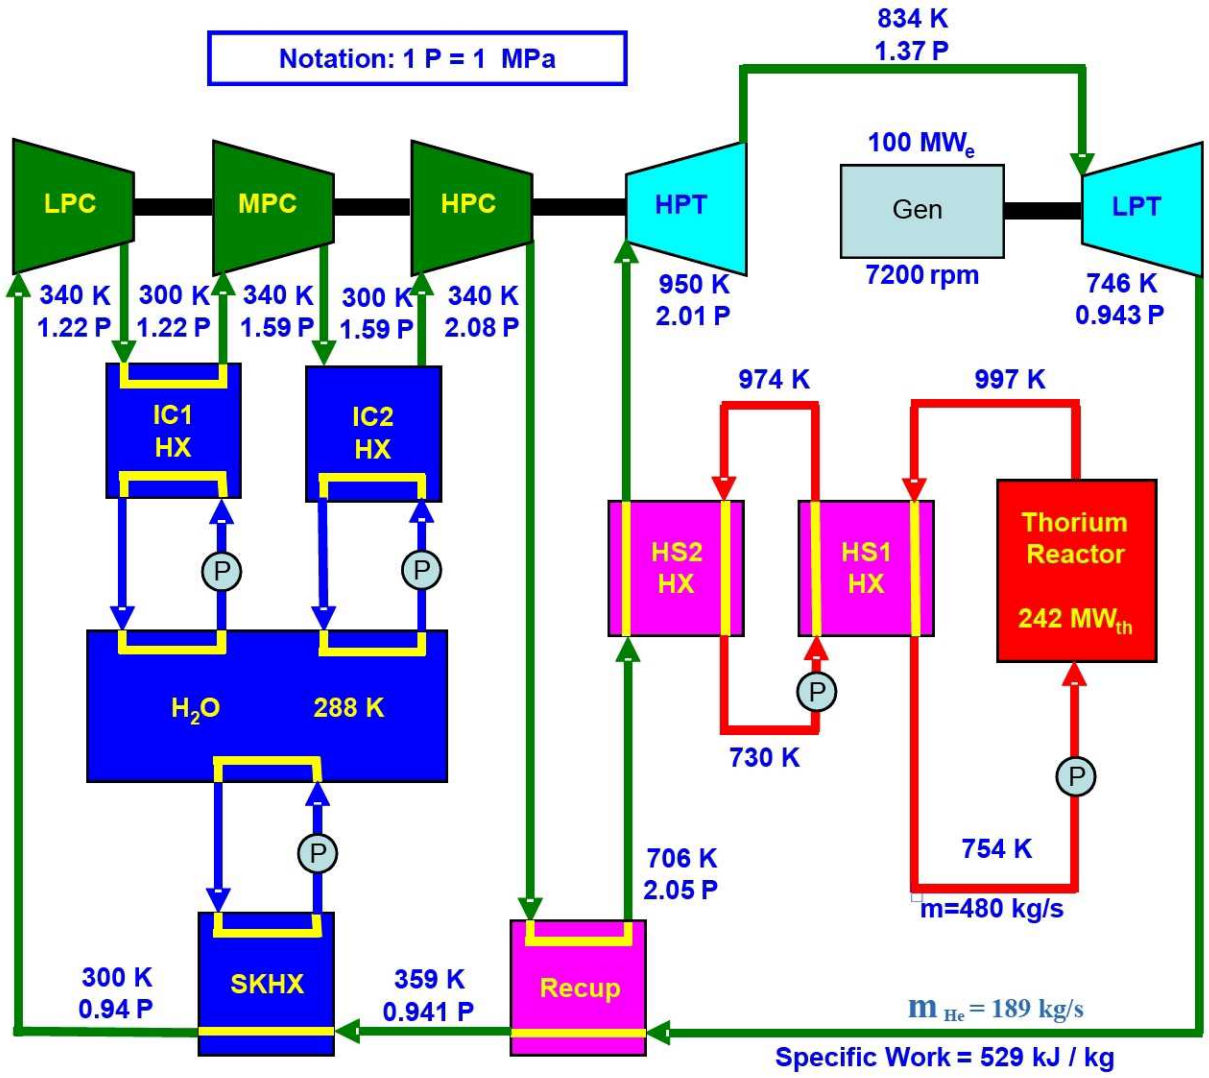 834 K
1.37 P
Notation: 1 P = 1 MPa
LPC
MPC
HPC
HPT
100 MWe
Gen
7200 rpm
LPT
340 K
1.22 P
300 K
1.22 P
340 K
1.59 P
300 K
1.59 P
340 K
2.08 P
950 K
2.01 P
746 K
0.943 P
IC1
HX
IC2
HX
974 K
997 K
P
P
HS2
HX
HS1
HX
Thorium
Reactor
242 MWth
H2O 288 K
P
730 K
P
P
754 K
m=480 kg/s
706 K
2.05 P
SKHX
Recup
300 K
0.94 P
359 K
0.941 P
m He = 189 kg/s
Specific Work = 529 kJ / kg